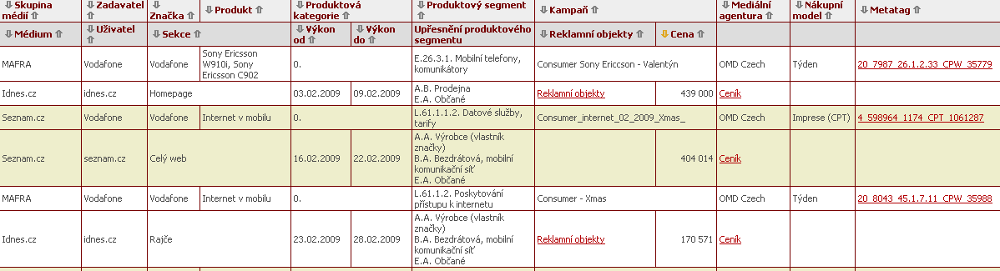 Skupina médií Zadavatel Značka Produkt Produktová kategorie Produktový segment Kampaň Mediální agentura Nákupní model Metatag
Médium Uživatel Sekce Výkon od Výkon do Upřesnění produktového segmentu Reklamní objekty Cena
MAFRA Vodafone Vodafone Sony Ericsson W910i, Sony Ericsson C902 0. E.26.3.1. Mobilní telefony, komunikátory Consumer Sony Ericcson - Valentýn OMD Czech Týden 20_7987_26.1.2.33_CPW_35779
Idnes.cz idnes.cz Homepage 03.02.2009 09.02.2009 A.B. Prodejna
E.A. Občané Reklamní objekty 439 000 Ceník
Seznam.cz Vodafone Vodafone Internet v mobilu 0. L.61.1.1.2. Datové služby, tarify Consumer_internet_02_2009_Xmas_ OMD Czech Imprese (CPT) 4_598964_1174_CPT_1061287
Seznam.cz seznam.cz Celý web 16.02.2009 22.02.2009 A.A. Výrobce (vlastník značky)
B.A. Bezdrátová, mobilní komunikační síť
E.A. Občané 404 014 Ceník
MAFRA Vodafone Vodafone Internet v mobilu 0. L.61.1.2. Poskytování přístupu k internetu Consumer - Xmas OMD Czech Týden 20_8043_45.1.7.11_CPW_35988
Idnes.cz idnes.cz Rajče 23.02.2009 28.02.2009 A.A. Výrobce (vlastník značky)
B.A. Bezdrátová, mobilní komunikační síť
E.A. Občané Reklamní objekty 170 571 Ceník